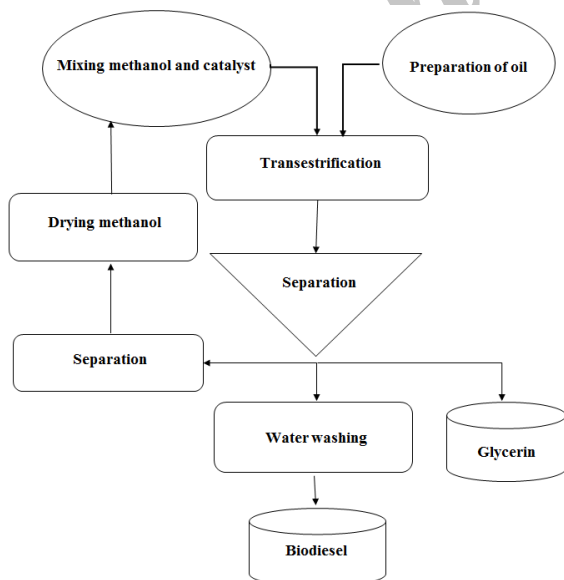 Mixing methanol and catalyst
Preparation of oil
Transestrification
Drying methanol
Separation
Separation
Water washing
Glycerin
Biodiesel